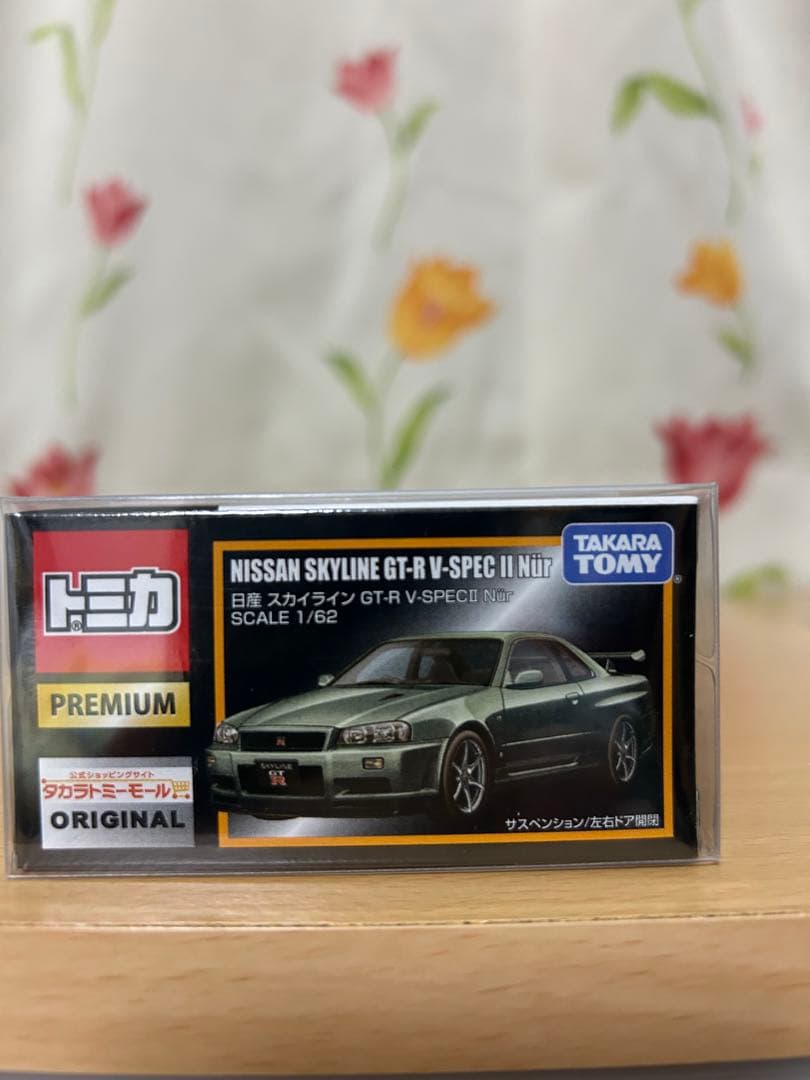 トミカ®
PREMIUM
公式ショッピングサイト
タカラトミーモール
ORIGINAL
NISSAN SKYLINE GT-R V-SPEC II Nür
日産 スカイライン GT-R V-SPECⅡ Nür
SCALE 1/62
TAKARA
TOMY®
SKYLINE
GT
R
サスペンション/左右ドア開閉